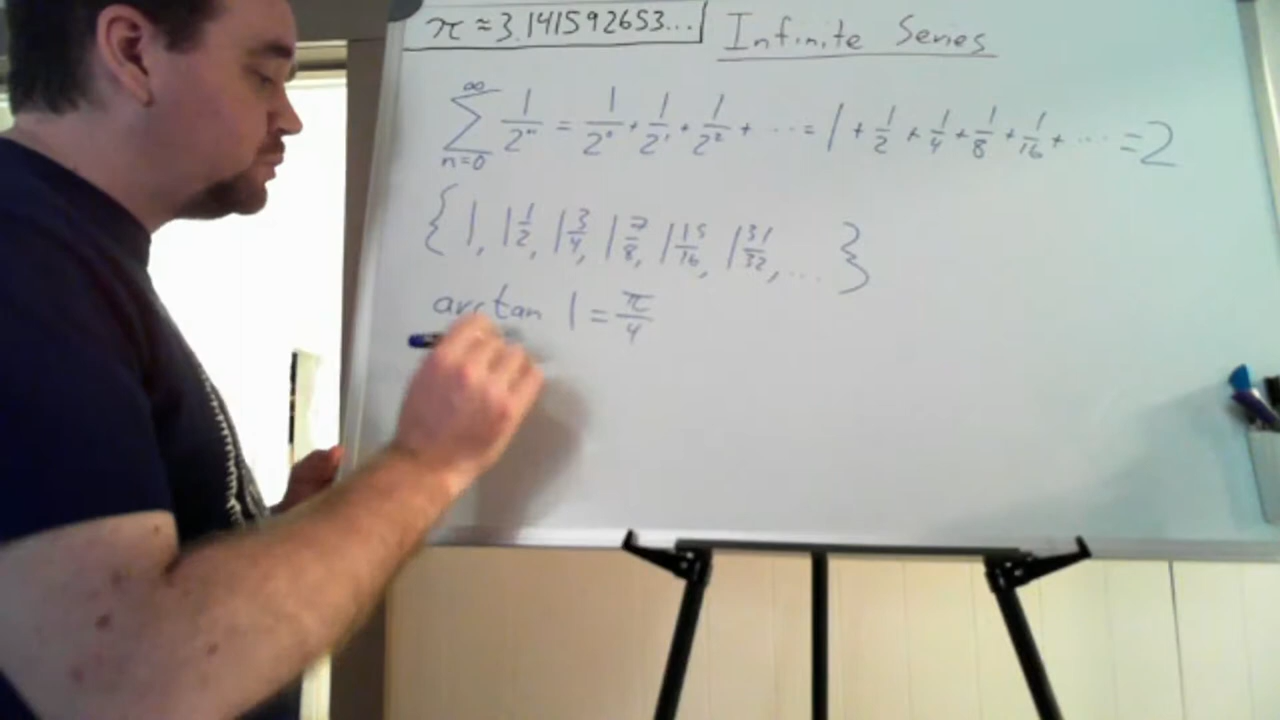 π ≈ 3.141592653...
Infinite Series
∞
∑ 1/2ⁿ = 1/2⁰ + 1/2¹ + 1/2² + ... = 1 + 1/2 + 1/4 + 1/8 + 1/16 + ... = 2
n=0
{ 1, 1 1/2, 1 3/4, 1 7/8, 1 15/16, 1 31/32, ... }
arctan 1 = π/4